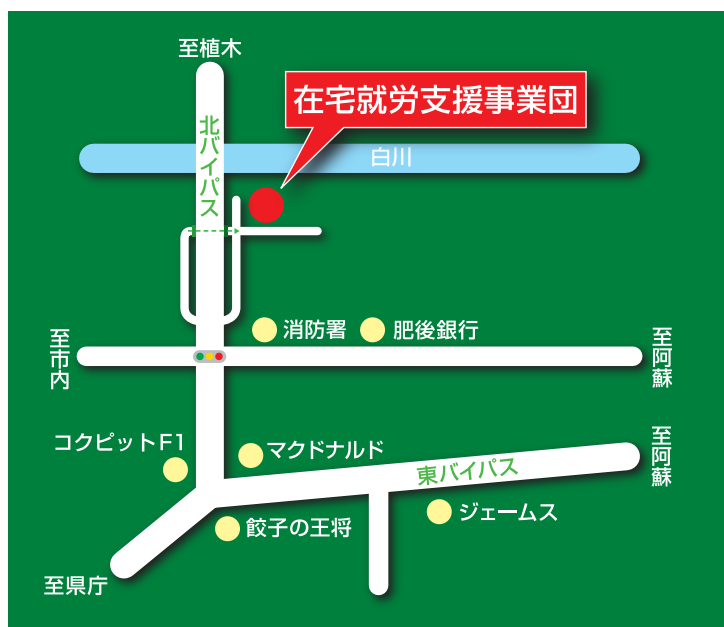 至植木
在宅就労支援事業団
北バイパス
白川
消防署
肥後銀行
至市内
至阿蘇
コクピットF1
マクドナルド
至阿蘇
東バイパス
ジェームス
餃子の王将
至県庁